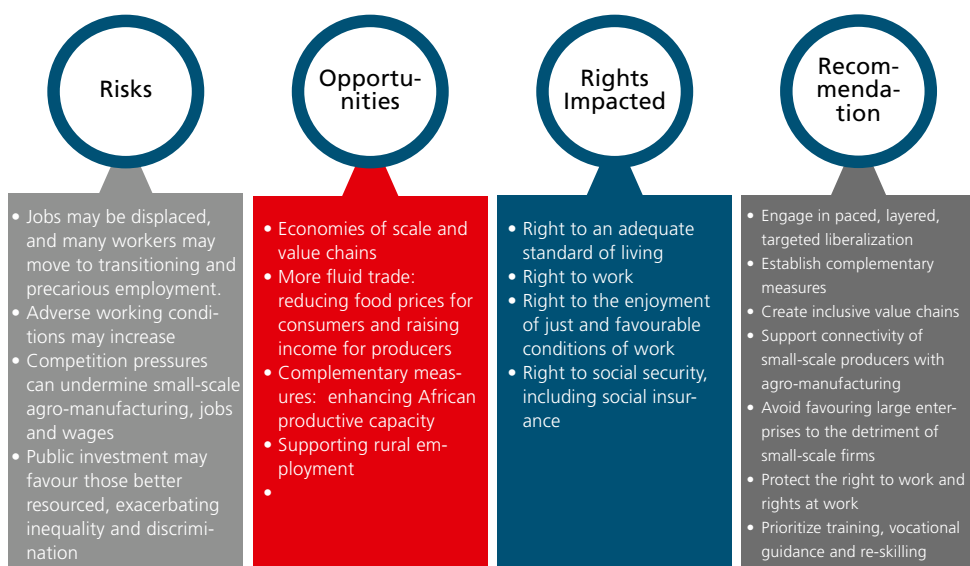 Risks
• Jobs may be displaced,
and many workers may
move to transitioning and
precarious employment.
• Adverse working condi-
tions may increase
• Competition pressures
can undermine small-scale
agro-manufacturing, jobs
and wages
• Public investment may
favour those better
resourced, exacerbating
inequality and discrimi-
nation
Opportu-
nities
• Economies of scale and
value chains
• More fluid trade:
reducing food prices for
consumers and raising
income for producers
• Complementary meas-
ures:  enhancing African
productive capacity
• Supporting rural em-
ployment
•
Rights
Impacted
• Right to an adequate
standard of living
• Right to work
• Right to the enjoyment
of just and favourable
conditions of work
• Right to social security,
including social insur-
ance
Recom-
menda-
tion
• Engage in paced, layered,
targeted liberalization
• Establish complementary
measures
• Create inclusive value chains
• Support connectivity of
small-scale producers with
agro-manufacturing
• Avoid favouring large enter-
prises to the detriment of
small-scale firms
• Protect the right to work and
rights at work
• Prioritize training, vocational
guidance and re-skilling